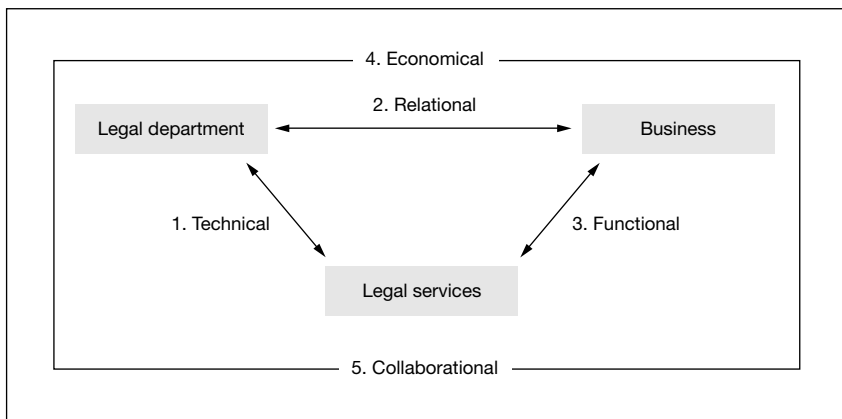 4. Economical
2. Relational
Legal department
Business
1. Technical
3. Functional
Legal services
5. Collaborational